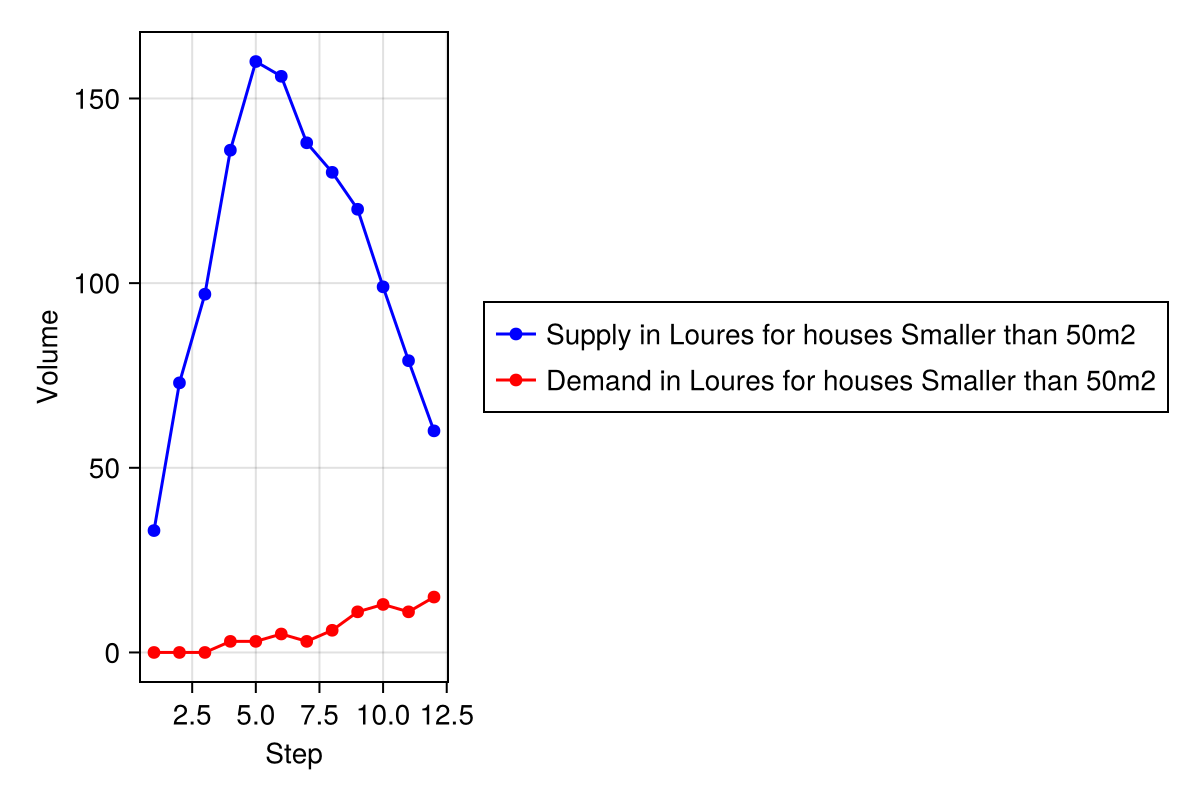 150
100
50
0
Volume
2.5 5.0 7.5 10.0 12.5
Step
Supply in Loures for houses Smaller than 50m2
Demand in Loures for houses Smaller than 50m2